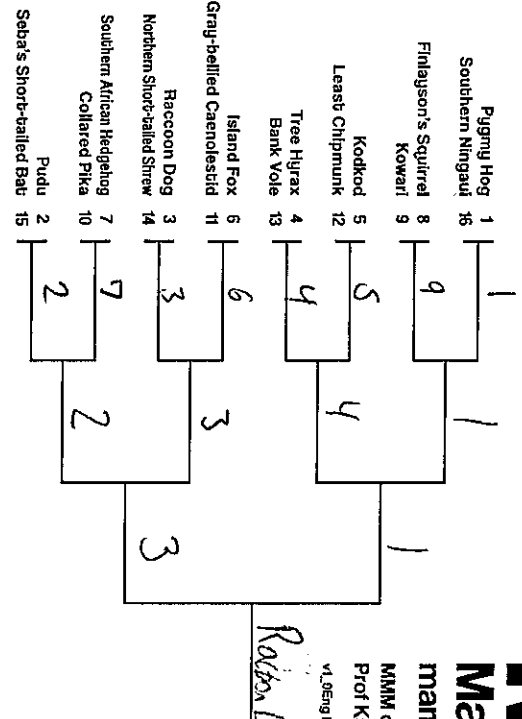 Pygmy Hog 1
Southern Ningaui 16
Finlayson's Squirrel 8
Kowari 9
Kodkod 5
Least Chipmunk 12
Tree Hyrax 4
Bank Vole 13
Island Fox 6
Gray-bellied Caenolestid 11
Raccoon Dog 3
Northern Short-tailed Shrew 14
Southern African Hedgehog 7
Collared Pika 10
Pudu 2
Seba's Short-tailed Bat 15
1
9
5
4
6
3
7
2
1
4
3
2
1
3
Ma
mam
MMM
Prof K